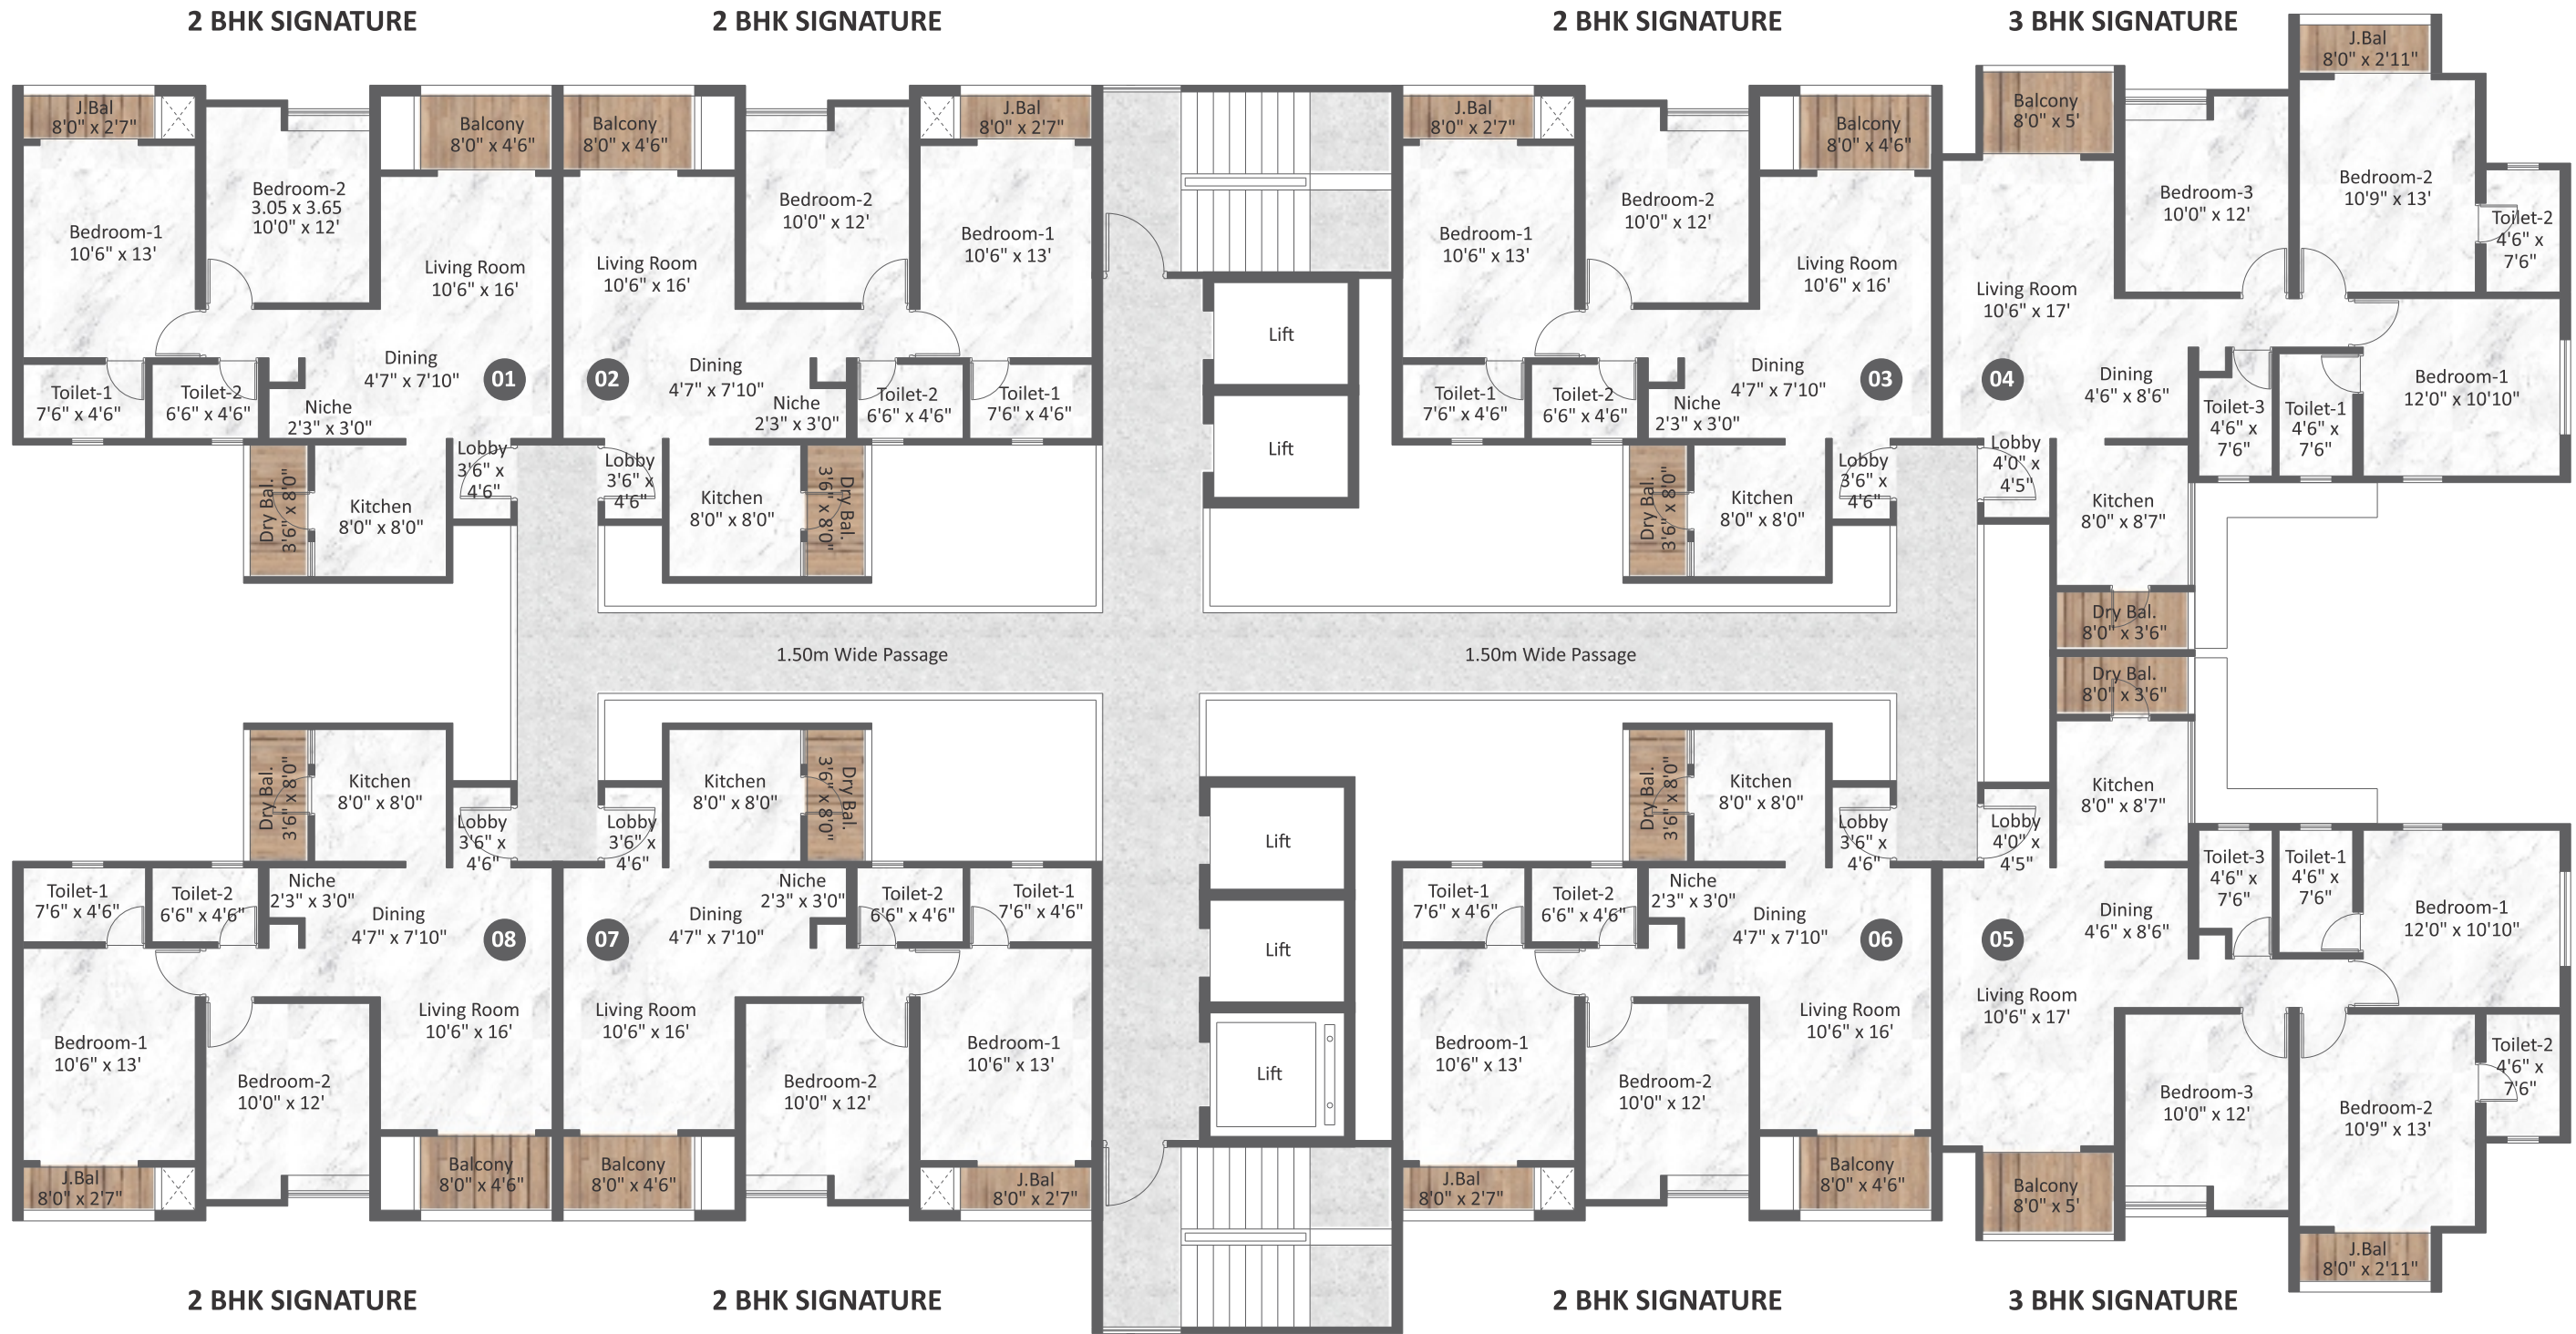 2 BHK SIGNATURE
2 BHK SIGNATURE
2 BHK SIGNATURE
3 BHK SIGNATURE
J.Bal
8'0" x 2'7"
Bedroom-2
3.05 x 3.65
10'0" x 12'
Balcony
8'0" x 4'6"
Bedroom-1
10'6" x 13'
Living Room
10'6" x 16'
Dining
4'7" x 7'10"
01
Toilet-1
7'6" x 4'6"
Toilet-2
6'6" x 4'6"
Niche
2'3" x 3'0"
Lobby
3'6" x
4'6"
Dry Bal.
3'6" x 8'0"
Kitchen
8'0" x 8'0"
Balcony
8'0" x 4'6"
Bedroom-2
10'0" x 12'
J.Bal
8'0" x 2'7"
Living Room
10'6" x 16'
Bedroom-1
10'6" x 13'
02
Dining
4'7" x 7'10"
Niche
2'3" x 3'0"
Toilet-2
6'6" x 4'6"
Toilet-1
7'6" x 4'6"
Lobby
3'6" x
4'6"
Kitchen
8'0" x 8'0"
Dry Bal.
3'6" x 8'0"
Lift
Lift
J.Bal
8'0" x 2'7"
Bedroom-2
10'0" x 12'
Balcony
8'0" x 4'6"
Bedroom-1
10'6" x 13'
Living Room
10'6" x 16'
Dining
4'7" x 7'10"
03
Toilet-1
7'6" x 4'6"
Toilet-2
6'6" x 4'6"
Niche
2'3" x 3'0"
Lobby
3'6" x
4'6"
Dry Bal.
3'6" x 8'0"
Kitchen
8'0" x 8'0"
J.Bal
8'0" x 2'11"
Balcony
8'0" x 5'
Bedroom-3
10'0" x 12'
Bedroom-2
10'9" x 13'
Toilet-2
4'6" x
7'6"
Living Room
10'6" x 17'
04
Dining
4'6" x 8'6"
Toilet-3
4'6" x
7'6"
Toilet-1
4'6" x
7'6"
Bedroom-1
12'0" x 10'10"
Lobby
4'0" x
4'5"
Kitchen
8'0" x 8'7"
Dry Bal.
8'0" x 3'6"
1.50m Wide Passage
1.50m Wide Passage
Dry Bal.
3'6" x 8'0"
Kitchen
8'0" x 8'0"
Lobby
3'6" x
4'6"
Toilet-1
7'6" x 4'6"
Toilet-2
6'6" x 4'6"
Niche
2'3" x 3'0"
Dining
4'7" x 7'10"
08
Living Room
10'6" x 16'
Bedroom-1
10'6" x 13'
Bedroom-2
10'0" x 12'
J.Bal
8'0" x 2'7"
Balcony
8'0" x 4'6"
Kitchen
8'0" x 8'0"
Dry Bal.
3'6" x 8'0"
Lobby
3'6" x
4'6"
Niche
2'3" x 3'0"
Toilet-2
6'6" x 4'6"
Toilet-1
7'6" x 4'6"
07
Dining
4'7" x 7'10"
Living Room
10'6" x 16'
Bedroom-1
10'6" x 13'
Bedroom-2
10'0" x 12'
Balcony
8'0" x 4'6"
J.Bal
8'0" x 2'7"
Lift
Lift
Lift
Dry Bal.
3'6" x 8'0"
Kitchen
8'0" x 8'0"
Lobby
3'6" x
4'6"
Toilet-1
7'6" x 4'6"
Toilet-2
6'6" x 4'6"
Niche
2'3" x 3'0"
Dining
4'7" x 7'10"
06
Living Room
10'6" x 16'
Bedroom-1
10'6" x 13'
Bedroom-2
10'0" x 12'
J.Bal
8'0" x 2'7"
Balcony
8'0" x 4'6"
Dry Bal.
8'0" x 3'6"
Kitchen
8'0" x 8'7"
Lobby
4'0" x
4'5"
Toilet-3
4'6" x
7'6"
Toilet-1
4'6" x
7'6"
Bedroom-1
12'0" x 10'10"
05
Dining
4'6" x 8'6"
Living Room
10'6" x 17'
Toilet-2
4'6" x
7'6"
Bedroom-3
10'0" x 12'
Bedroom-2
10'9" x 13'
Balcony
8'0" x 5'
J.Bal
8'0" x 2'11"
2 BHK SIGNATURE
2 BHK SIGNATURE
2 BHK SIGNATURE
3 BHK SIGNATURE